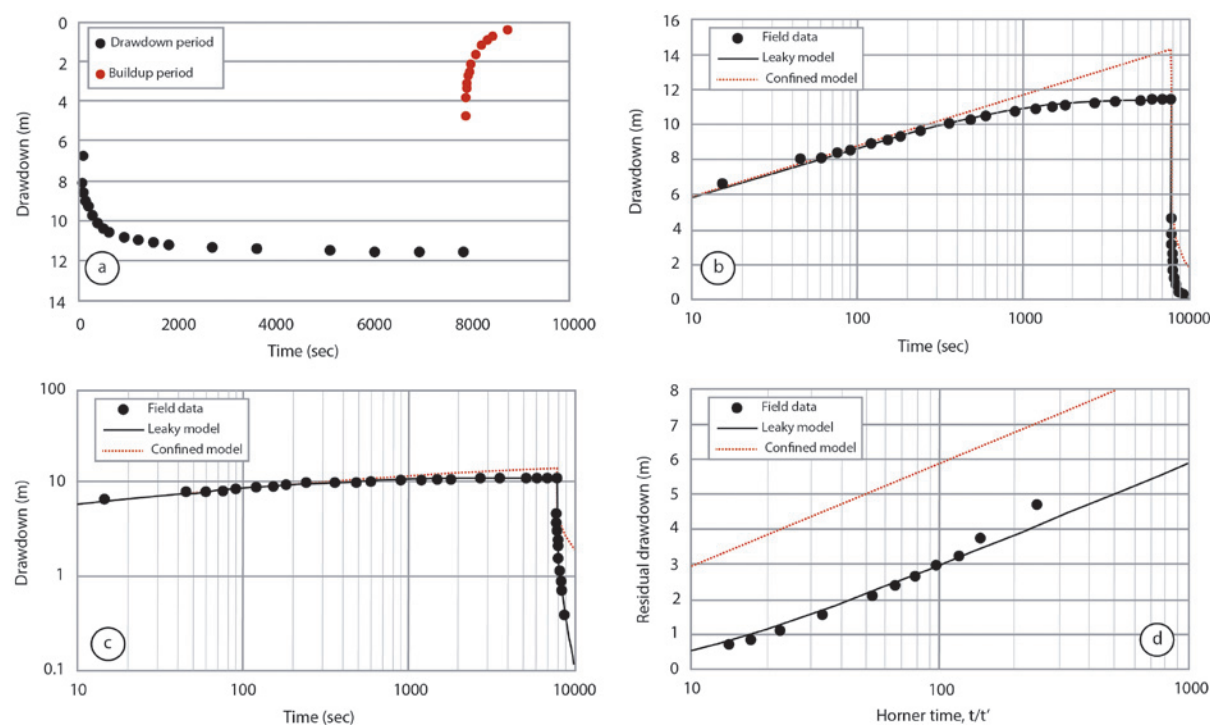 0
2
4
6
8
10
12
14
Drawdown (m)
Drawdown period
Buildup period
a
0
2000
4000
6000
8000
10000
Time (sec)
16
14
12
10
8
6
4
2
0
Drawdown (m)
Field data
Leaky model
Confined model
b
10
100
1000
10000
Time (sec)
100
10
1
0.1
Drawdown (m)
Field data
Leaky model
Confined model
c
10
100
1000
10000
Time (sec)
8
7
6
5
4
3
2
1
0
Residual drawdown (m)
Field data
Leaky model
Confined model
d
10
100
1000
Horner time, t/t'